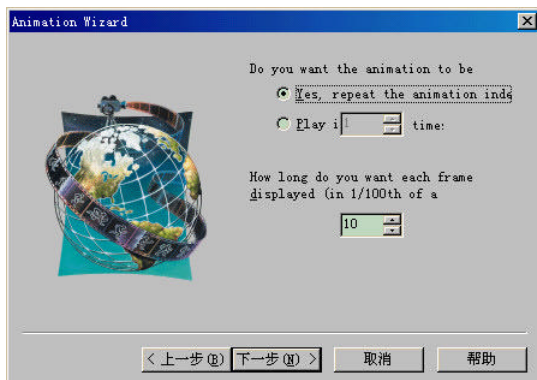 Animation Wizard
Do you want the animation to be
Yes, repeat the animation inde
Play i 1 time:
How long do you want each frame
displayed (in 1/100th of a
10
< 上一步(B) 下一步(N) > 取消 帮助